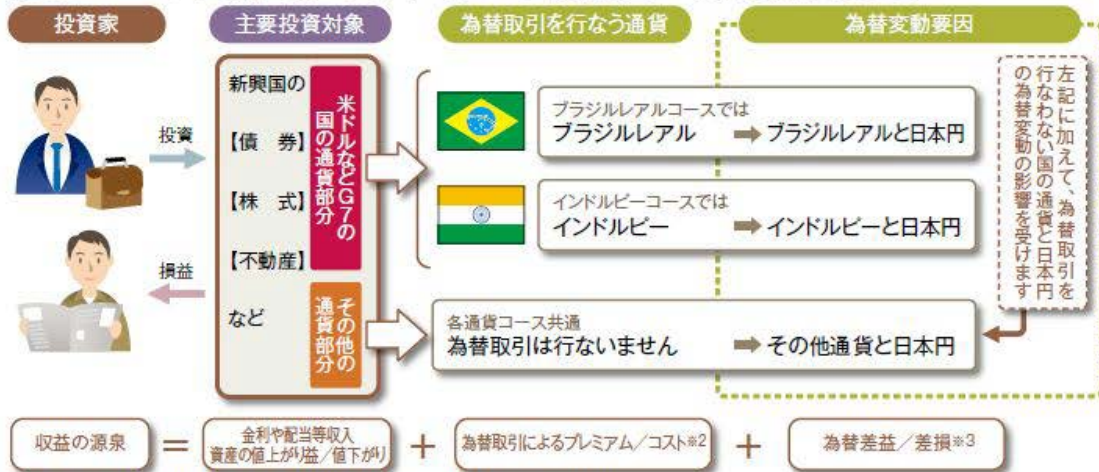 投資家
主要投資対象
為替取引を行なう通貨
為替変動要因
投資
損益
新興国の
【債　券】
【株　式】
【不動産】
など
米ドルなどG7の
国の通貨部分
その他の
通貨部分
ブラジルレアルコースでは
ブラジルレアル
ブラジルレアルと日本円
インドルピーコースでは
インドルピー
インドルピーと日本円
各通貨コース共通
為替取引は行ないません
その他通貨と日本円
左記に加えて、為替取引を
行なわない国の通貨と日本円
の為替変動の影響を受けます
収益の源泉
=
金利や配当等収入
資産の値上がり益／値下がり
+
為替取引によるプレミアム／コスト※2
+
為替差益／差損※3